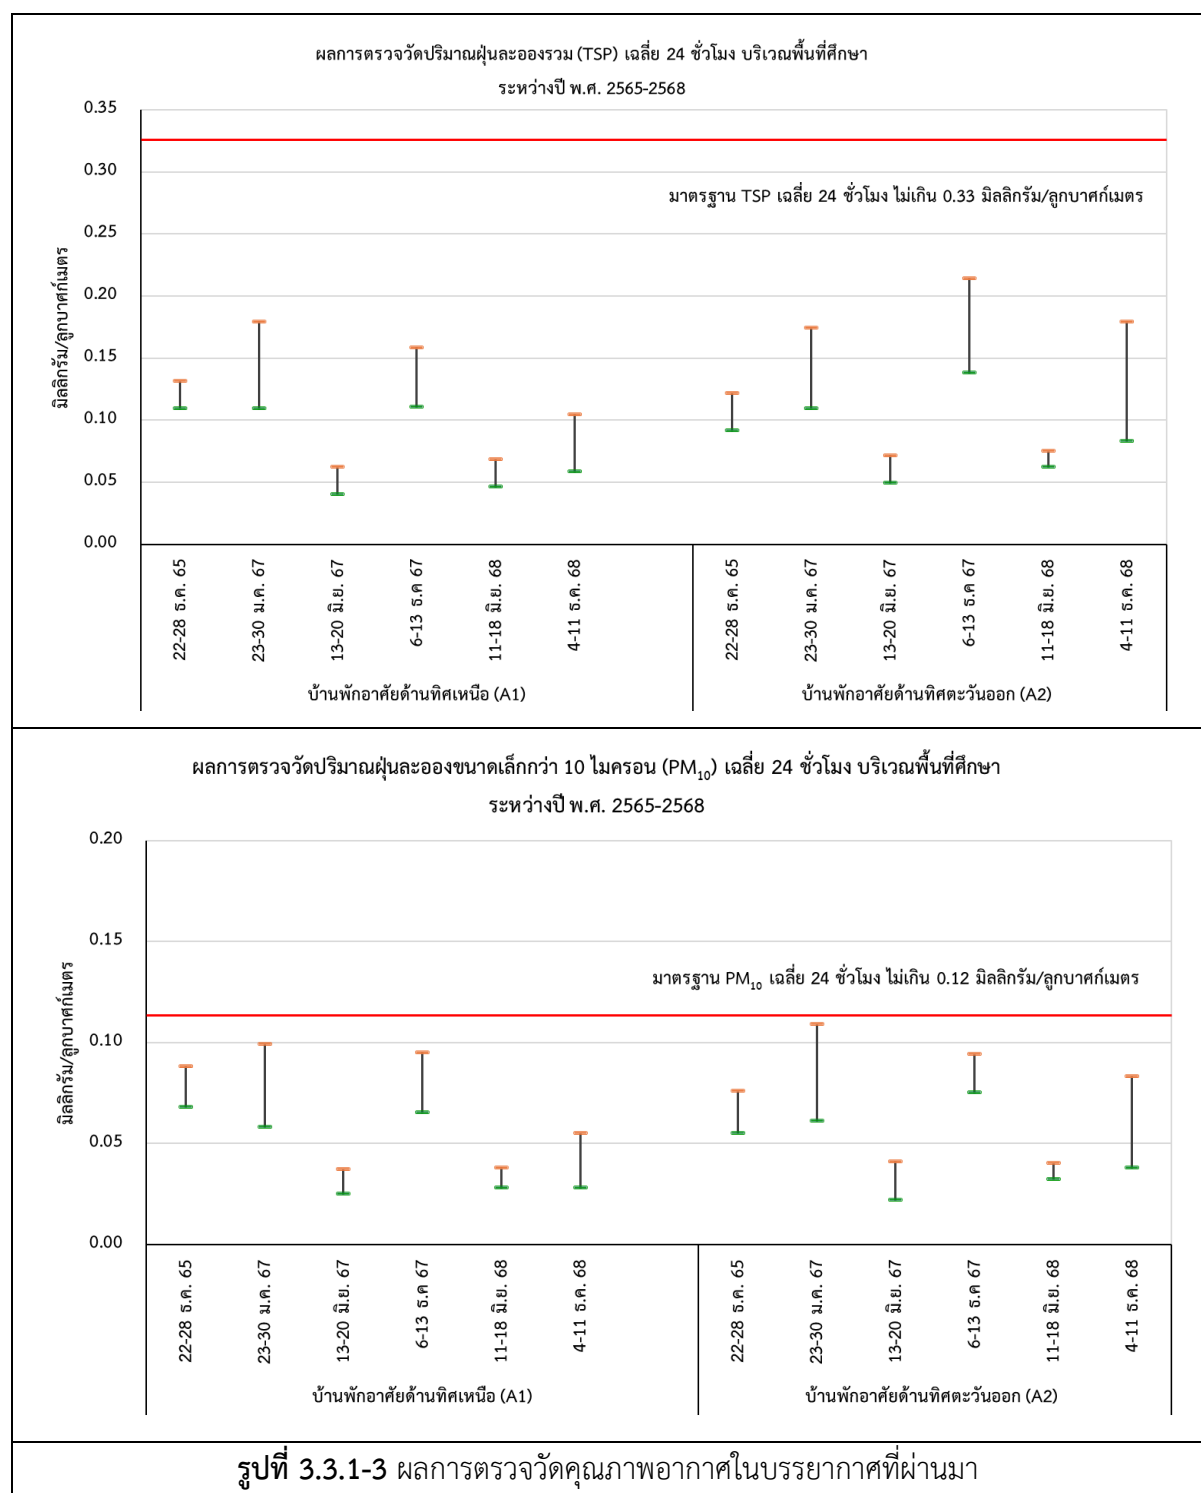 ผลการตรวจวัดปริมาณฝุ่นละอองรวม (TSP) เฉลี่ย 24 ชั่วโมง บริเวณพื้นที่ศึกษา
ระหว่างปี พ.ศ. 2565-2568
0.35
0.30
มาตรฐาน TSP เฉลี่ย 24 ชั่วโมง ไม่เกิน 0.33 มิลลิกรัม/ลูกบาศก์เมตร
0.25
0.20
0.15
0.10
0.05
0.00
มิลลิกรัม/ลูกบาศก์เมตร
22-28 ธ.ค. 65
23-30 ม.ค. 67
13-20 มิ.ย. 67
6-13 ธ.ค 67
11-18 มิ.ย. 68
4-11 ธ.ค. 68
22-28 ธ.ค. 65
23-30 ม.ค. 67
13-20 มิ.ย. 67
6-13 ธ.ค 67
11-18 มิ.ย. 68
4-11 ธ.ค. 68
บ้านพักอาศัยด้านทิศเหนือ (A1)
บ้านพักอาศัยด้านทิศตะวันออก (A2)
ผลการตรวจวัดปริมาณฝุ่นละอองขนาดเล็กกว่า 10 ไมครอน (PM₁₀) เฉลี่ย 24 ชั่วโมง บริเวณพื้นที่ศึกษา
ระหว่างปี พ.ศ. 2565-2568
0.20
0.15
มาตรฐาน PM₁₀ เฉลี่ย 24 ชั่วโมง ไม่เกิน 0.12 มิลลิกรัม/ลูกบาศก์เมตร
0.10
0.05
0.00
มิลลิกรัม/ลูกบาศก์เมตร
22-28 ธ.ค. 65
23-30 ม.ค. 67
13-20 มิ.ย. 67
6-13 ธ.ค 67
11-18 มิ.ย. 68
4-11 ธ.ค. 68
22-28 ธ.ค. 65
23-30 ม.ค. 67
13-20 มิ.ย. 67
6-13 ธ.ค 67
11-18 มิ.ย. 68
4-11 ธ.ค. 68
บ้านพักอาศัยด้านทิศเหนือ (A1)
บ้านพักอาศัยด้านทิศตะวันออก (A2)
รูปที่ 3.3.1-3 ผลการตรวจวัดคุณภาพอากาศในบรรยากาศที่ผ่านมา